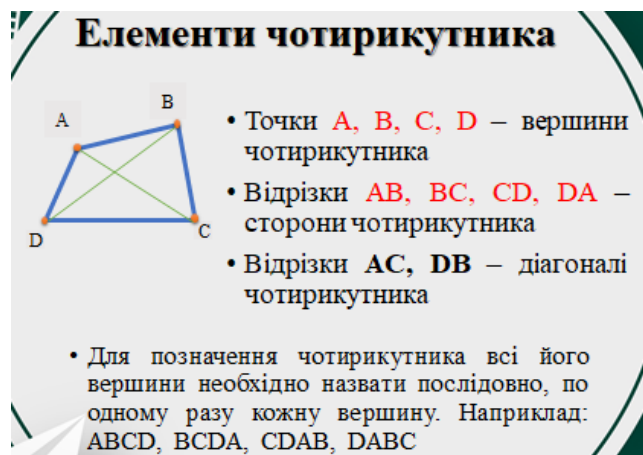 Елементи чотирикутника
A
B
D
C
• Точки A, B, C, D – вершини
чотирикутника
• Відрізки AB, BC, CD, DA –
сторони чотирикутника
• Відрізки AC, DB – діагоналі
чотирикутника
• Для позначення чотирикутника всі його
вершини необхідно назвати послідовно, по
одному разу кожну вершину. Наприклад:
ABCD, BCDA, CDAB, DABC